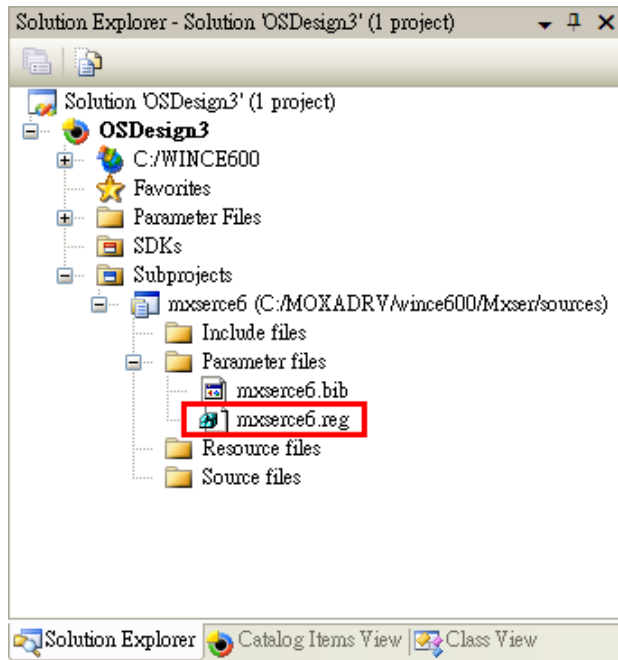 Solution Explorer - Solution 'OSDesign3' (1 project)
Solution 'OSDesign3' (1 project)
OSDesign3
C:/WINCE600
Favorites
Parameter Files
SDKs
Subprojects
mxserce6 (C:/MOXADRV/wince600/Mxser/sources)
Include files
Parameter files
mxserce6.bib
mxserce6.reg
Resource files
Source files
Solution Explorer Catalog Items View Class View